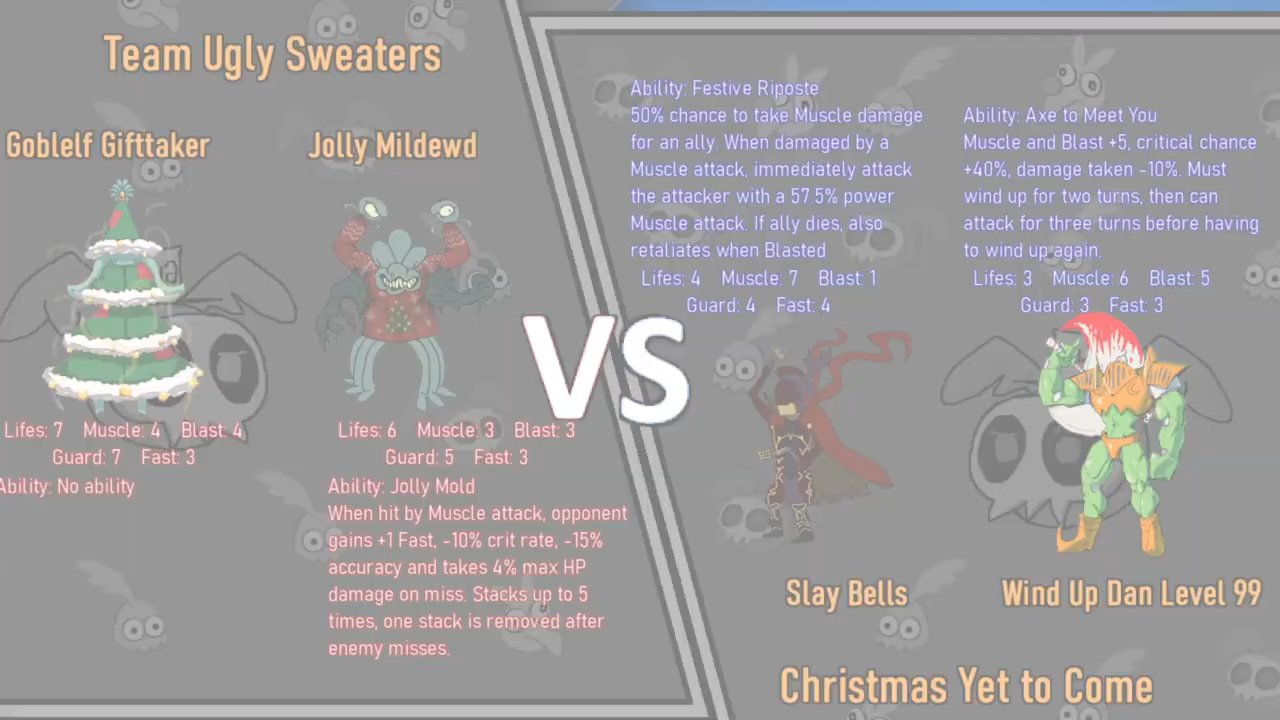 Team Ugly Sweaters
Goblelf Gifttaker
Jolly Mildewd
Lifes: 7 Muscle: 4 Blast: 4
Guard: 7 Fast: 3
Ability: No ability
Lifes: 6 Muscle: 3 Blast: 3
Guard: 5 Fast: 3
Ability: Jolly Mold
When hit by Muscle attack, opponent
gains +1 Fast, -10% crit rate, -15%
accuracy and takes 4% max HP
damage on miss. Stacks up to 5
times, one stack is removed after
enemy misses.
VS
Ability: Festive Riposte
50% chance to take Muscle damage
for an ally. When damaged by a
Muscle attack, immediately attack
the attacker with a 57.5% power
Muscle attack. If ally dies, also
retaliates when Blasted
Lifes: 4 Muscle: 7 Blast: 1
Guard: 4 Fast: 4
Ability: Axe to Meet You
Muscle and Blast +5, critical chance
+40%, damage taken -10%. Must
wind up for two turns, then can
attack for three turns before having
to wind up again.
Lifes: 3 Muscle: 6 Blast: 5
Guard: 3 Fast: 3
Slay Bells
Wind Up Dan Level 99
Christmas Yet to Come